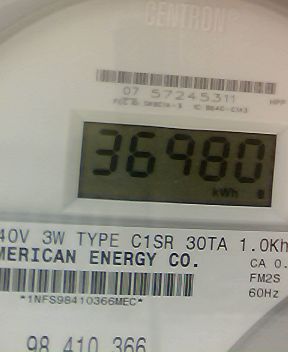 CENTRON
07 57245311
36980
kWh
40V 3W TYPE C1SR 30TA 1.0Kh
MERICAN ENERGY CO.
CA 0.
FM2S
60Hz
*1NFS98410366MEC*
98 410 366